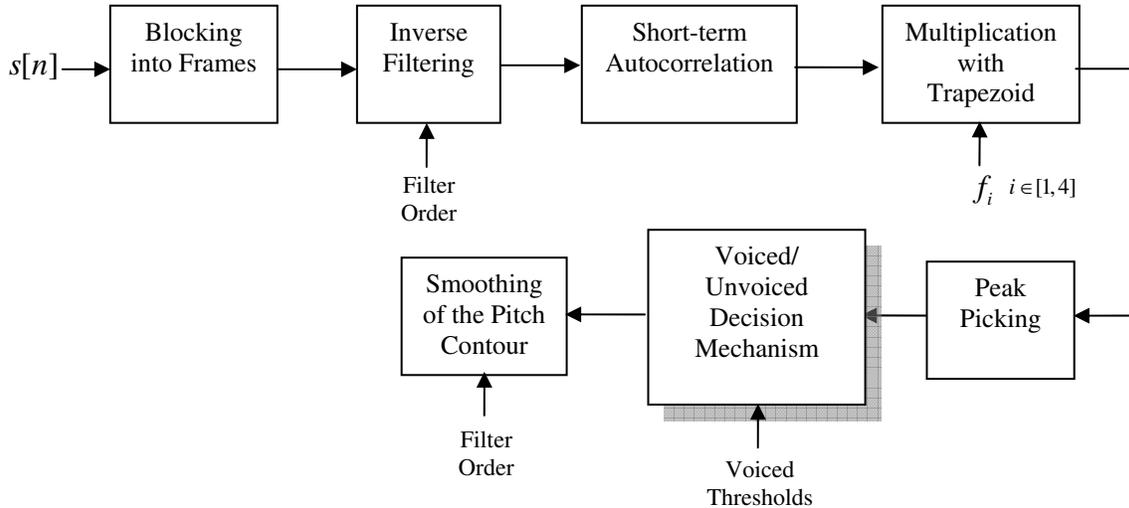 s[n]
Blocking
into Frames
Inverse
Filtering
Short-term
Autocorrelation
Multiplication
with
Trapezoid
Filter
Order
f_i i ∈ [1, 4]
Smoothing
of the Pitch
Contour
Voiced/
Unvoiced
Decision
Mechanism
Peak
Picking
Filter
Order
Voiced
Thresholds